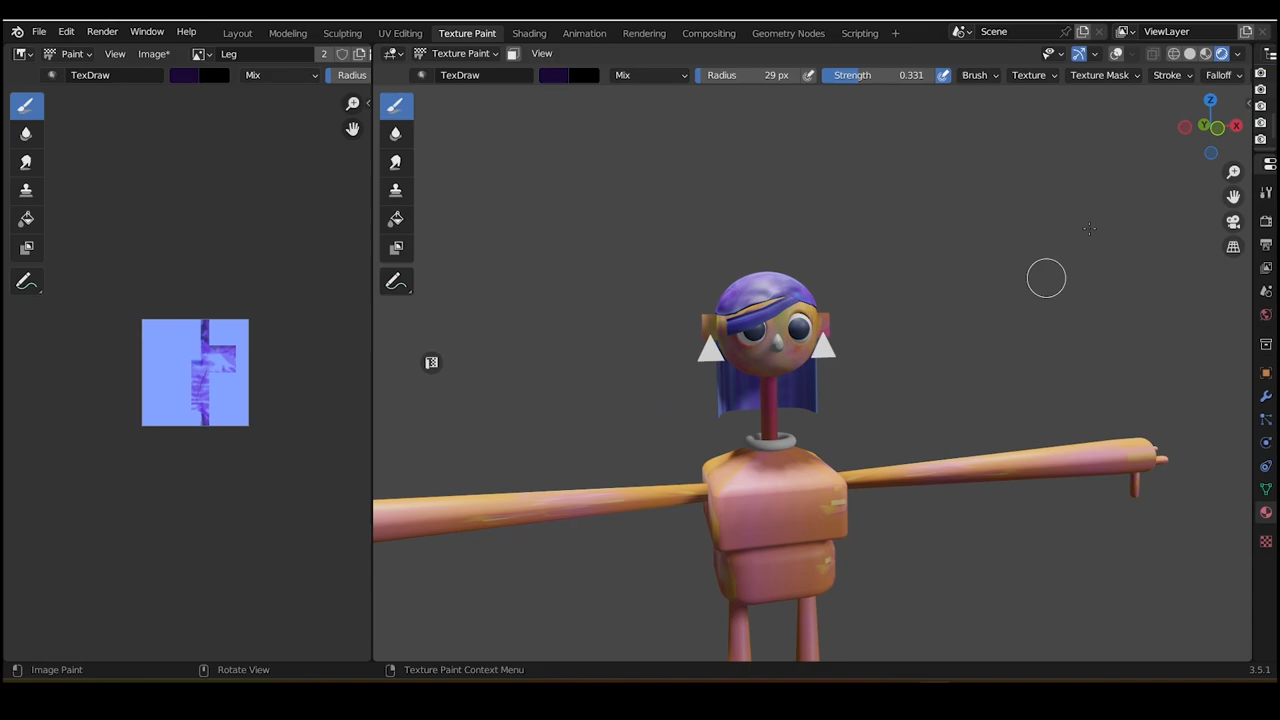 File Edit Render Window Help Layout Modeling Sculpting UV Editing Texture Paint Shading Animation Rendering Compositing Geometry Nodes Scripting + Scene ViewLayer
Paint View Image* Leg 2 Texture Paint View
TexDraw Mix Radius TexDraw Mix Radius 29 px Strength 0.331 Brush Texture Texture Mask Stroke Falloff
Z
Y X
Image Paint Rotate View Texture Paint Context Menu 3.5.1